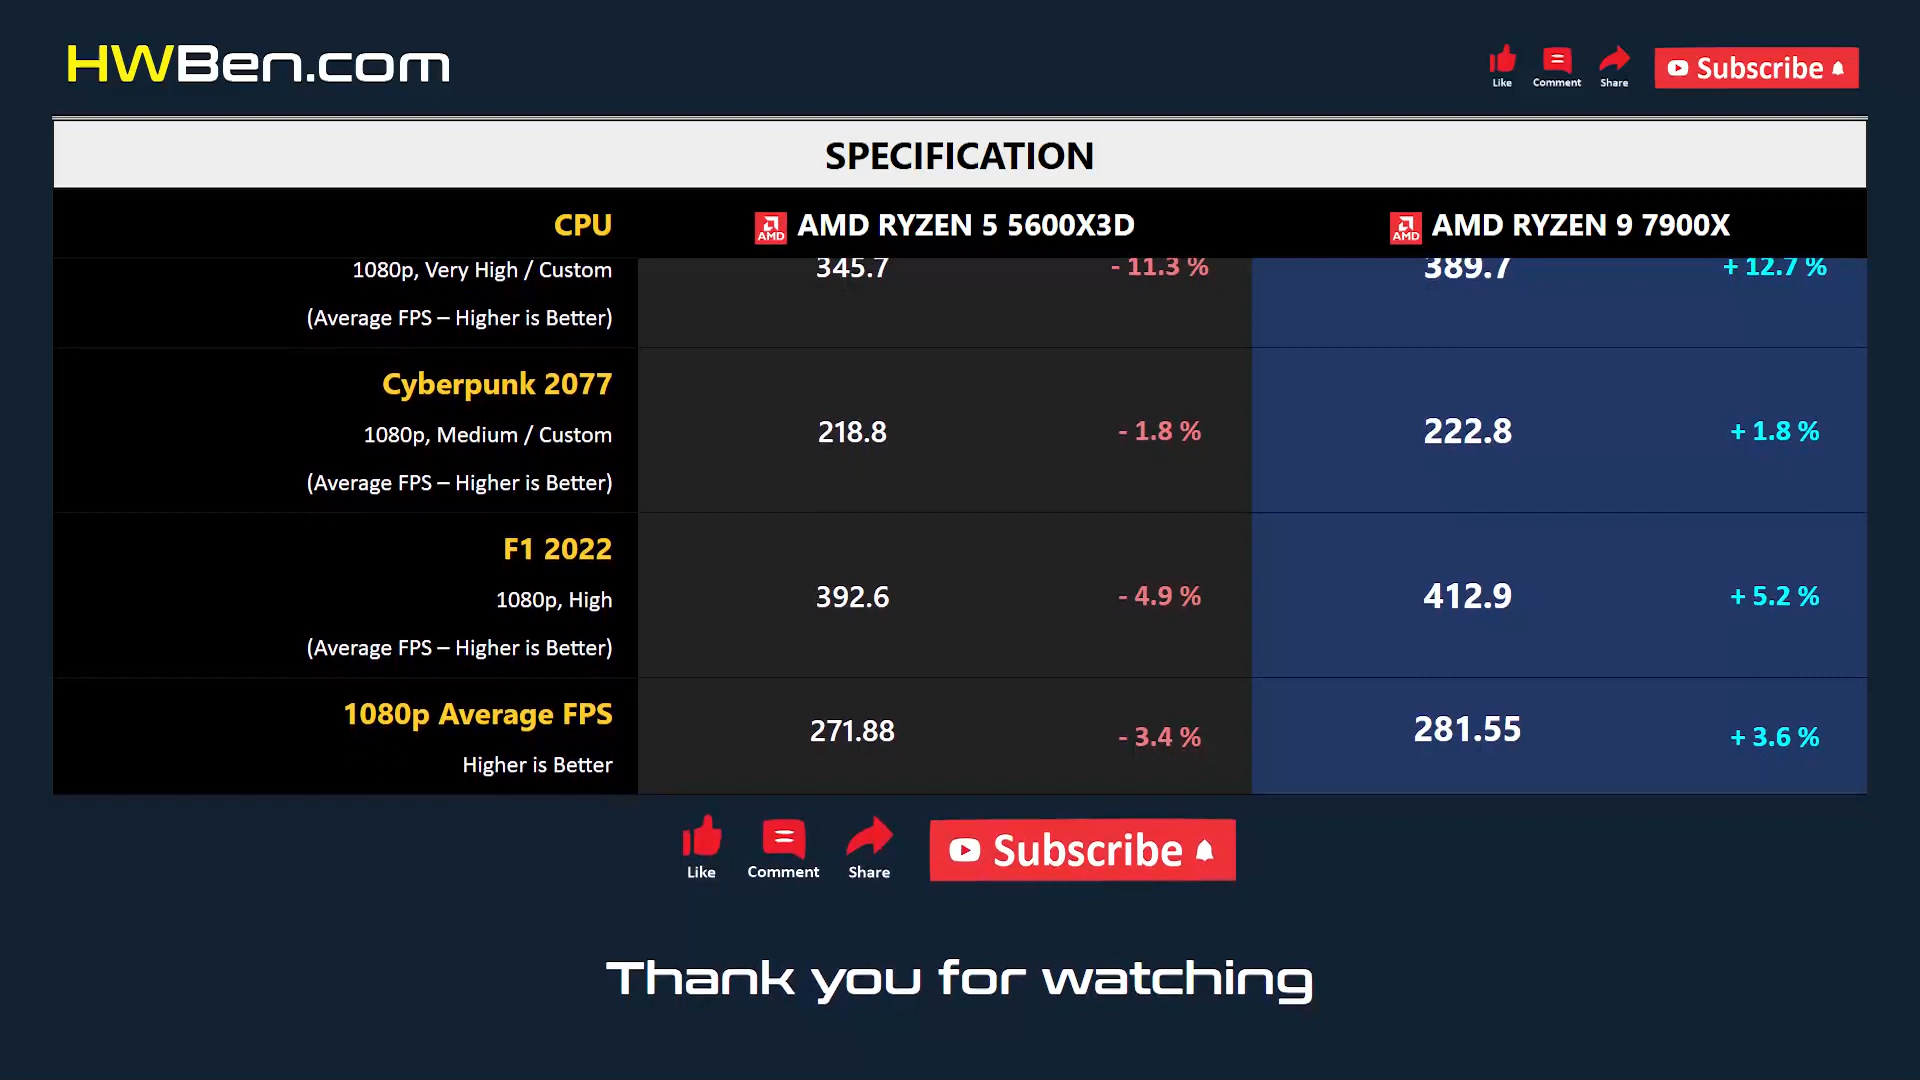 HWBen.com
Like Comment Share Subscribe
SPECIFICATION
CPU AMD AMD RYZEN 5 5600X3D AMD AMD RYZEN 9 7900X
1080p, Very High / Custom 345.7 - 11.3 % 389.7 + 12.7 %
(Average FPS – Higher is Better)
Cyberpunk 2077
1080p, Medium / Custom 218.8 - 1.8 % 222.8 + 1.8 %
(Average FPS – Higher is Better)
F1 2022
1080p, High 392.6 - 4.9 % 412.9 + 5.2 %
(Average FPS – Higher is Better)
1080p Average FPS 271.88 - 3.4 % 281.55 + 3.6 %
Higher is Better
Like Comment Share Subscribe
Thank you for watching